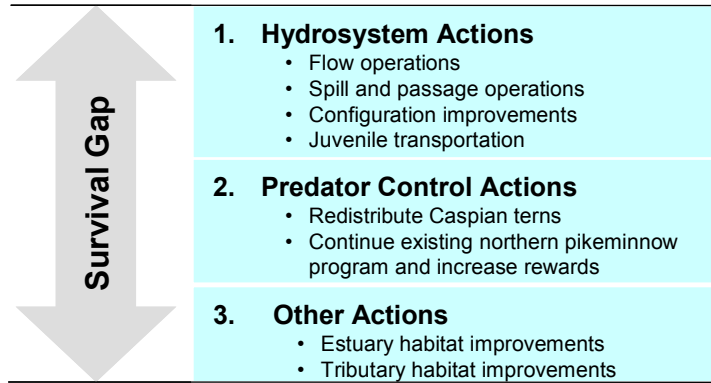 Survival Gap
1. Hydrosystem Actions
• Flow operations
• Spill and passage operations
• Configuration improvements
• Juvenile transportation
2. Predator Control Actions
• Redistribute Caspian terns
• Continue existing northern pikeminnow
program and increase rewards
3. Other Actions
• Estuary habitat improvements
• Tributary habitat improvements